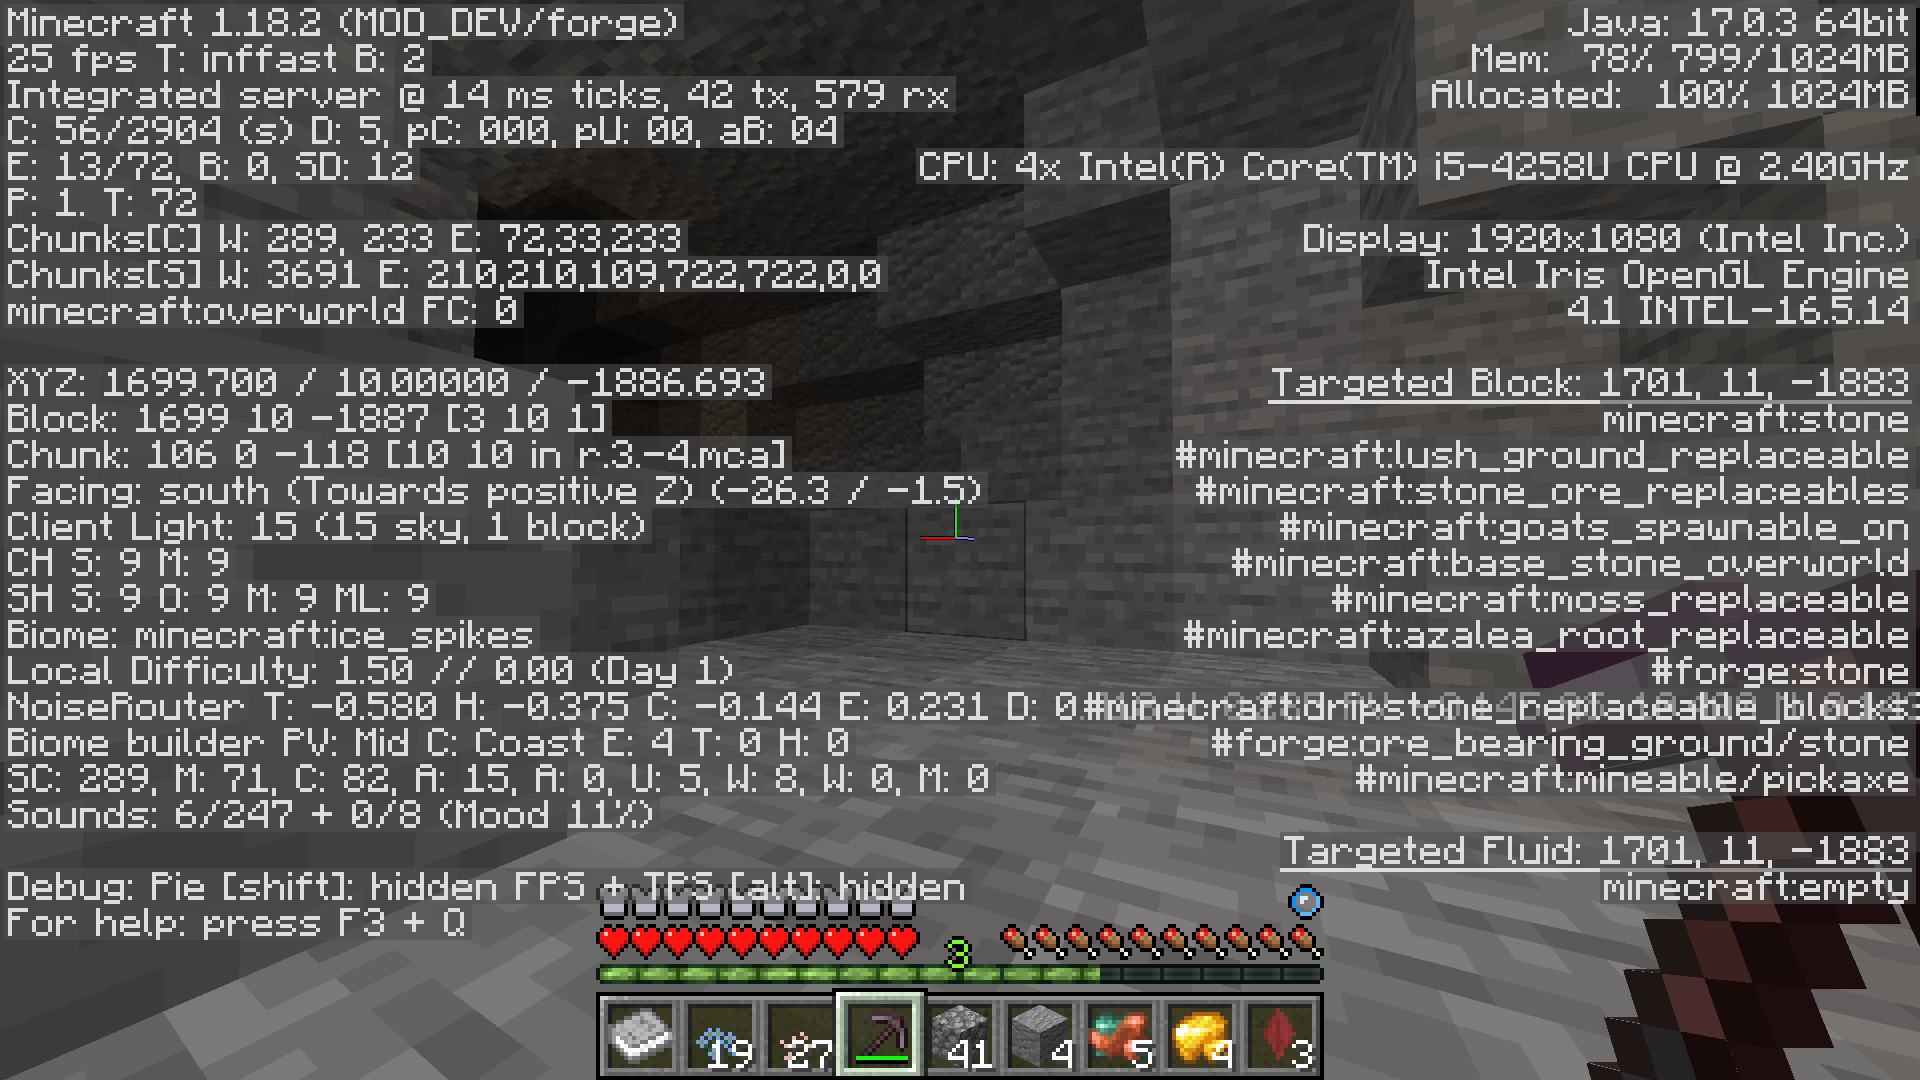 Minecraft 1.18.2 (MOD_DEV/forge)
25 fps T: inffast B: 2
Integrated server @ 14 ms ticks, 42 tx, 579 rx
C: 56/2904 (s) D: 5, pC: 000, pU: 00, aB: 04
E: 13/72, B: 0, SD: 12
P: 1. T: 72
Chunks[C] W: 289, 233 E: 72,33,233
Chunks[S] W: 3691 E: 210,210,109,722,722,0,0
minecraft:overworld FC: 0
XYZ: 1699.700 / 10.00000 / -1886.693
Block: 1699 10 -1887 [3 10 1]
Chunk: 106 0 -118 [10 10 in r.3.-4.mca]
Facing: south (Towards positive Z) (-26.3 / -1.5)
Client Light: 15 (15 sky, 1 block)
CH S: 9 M: 9
SH S: 9 O: 9 M: 9 ML: 9
Biome: minecraft:ice_spikes
Local Difficulty: 1.50 // 0.00 (Day 1)
NoiseRouter T: -0.580 H: -0.375 C: -0.144 E: 0.231 D: 0.
Biome builder PV: Mid C: Coast E: 4 T: 0 H: 0
SC: 289, M: 71, C: 82, A: 15, A: 0, U: 5, W: 8, W: 0, M: 0
Sounds: 6/247 + 0/8 (Mood 11%)
Debug: Pie [shift]: hidden FPS + TPS [alt]: hidden
For help: press F3 + Q
Java: 17.0.3 64bit
Mem: 78% 799/1024MB
Allocated: 100% 1024MB
CPU: 4x Intel(R) Core(TM) i5-4258U CPU @ 2.40GHz
Display: 1920x1080 (Intel Inc.)
Intel Iris OpenGL Engine
4.1 INTEL-16.5.14
Targeted Block: 1701, 11, -1883
minecraft:stone
#minecraft:lush_ground_replaceable
#minecraft:stone_ore_replaceables
#minecraft:goats_spawnable_on
#minecraft:base_stone_overworld
#minecraft:moss_replaceable
#minecraft:azalea_root_replaceable
#forge:stone
#minecraft:dripstone_replaceable_blocks
#forge:ore_bearing_ground/stone
#minecraft:mineable/pickaxe
Targeted Fluid: 1701, 11, -1883
minecraft:empty
3
19 27 41 4 5 4 3